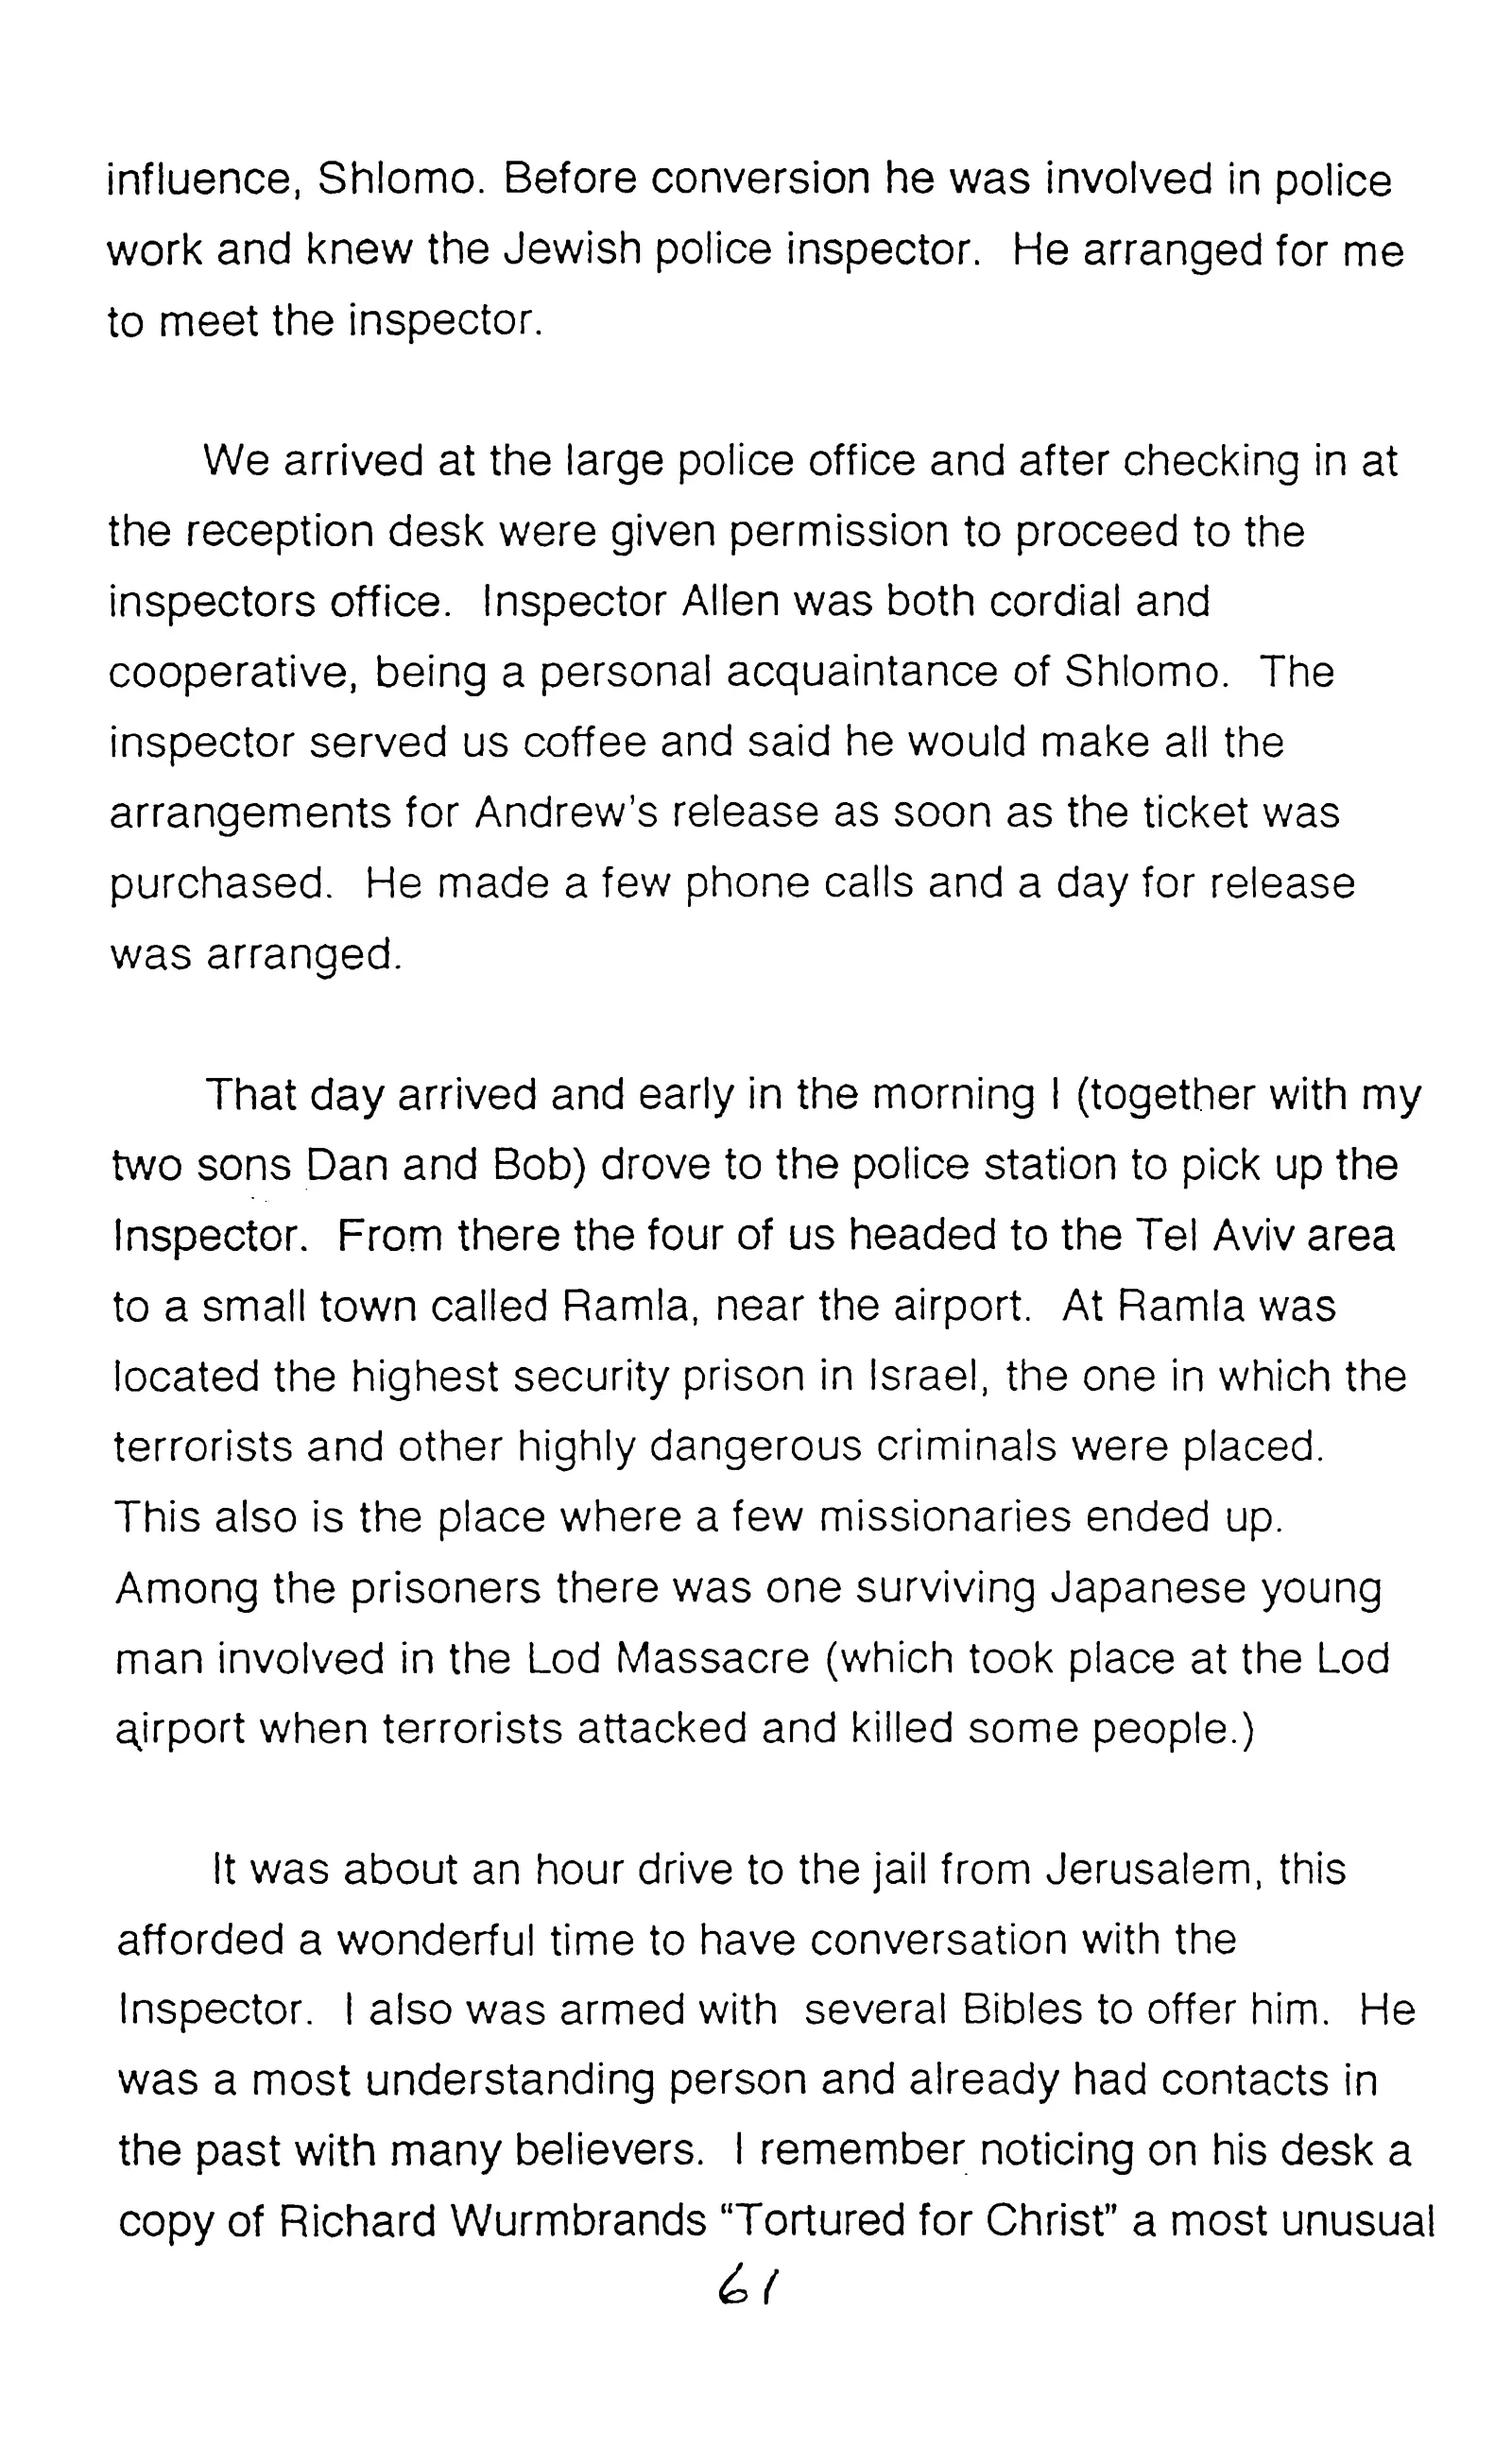 influence, Shlomo. Before conversion he was involved in police
work and knew the Jewish police inspector. He arranged for me
to meet the inspector.
We arrived at the large police office and after checking in at
the reception desk were given permission to proceed to the
inspectors office. Inspector Allen was both cordial and
cooperative, being a personal acquaintance of Shlomo. The
inspector served us coffee and said he would make all the
arrangements for Andrew's release as soon as the ticket was
purchased. He made a few phone calls and a day for release
was arranged.
That day arrived and early in the morning I (together with my
two sons Dan and Bob) drove to the police station to pick up the
Inspector. From there the four of us headed to the Tel Aviv area
to a small town called Ramla, near the airport. At Ramla was
located the highest security prison in Israel, the one in which the
terrorists and other highly dangerous criminals were placed.
This also is the place where a few missionaries ended up.
Among the prisoners there was one surviving Japanese young
man involved in the Lod Massacre (which took place at the Lod
airport when terrorists attacked and killed some people.)
It was about an hour drive to the jail from Jerusalem, this
afforded a wonderful time to have conversation with the
Inspector. I also was armed with several Bibles to offer him. He
was a most understanding person and already had contacts in
the past with many believers. I remember noticing on his desk a
copy of Richard Wurmbrands "Tortured for Christ" a most unusual
61